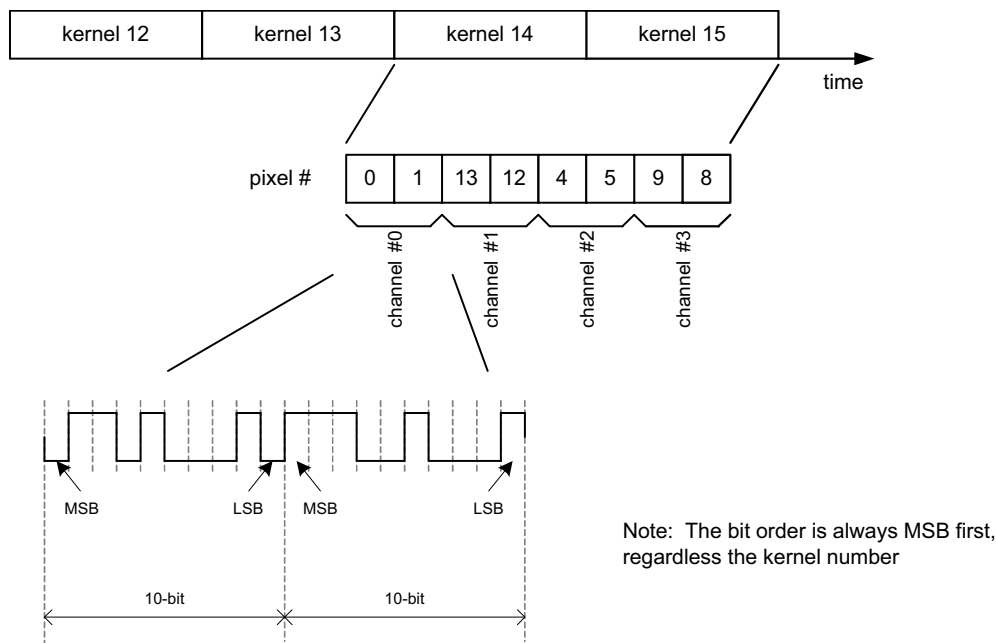 kernel 12 kernel 13 kernel 14 kernel 15
time
pixel # 0 1 13 12 4 5 9 8
channel #0 channel #1 channel #2 channel #3
MSB LSB MSB LSB
Note: The bit order is always MSB first,
regardless the kernel number
10-bit 10-bit